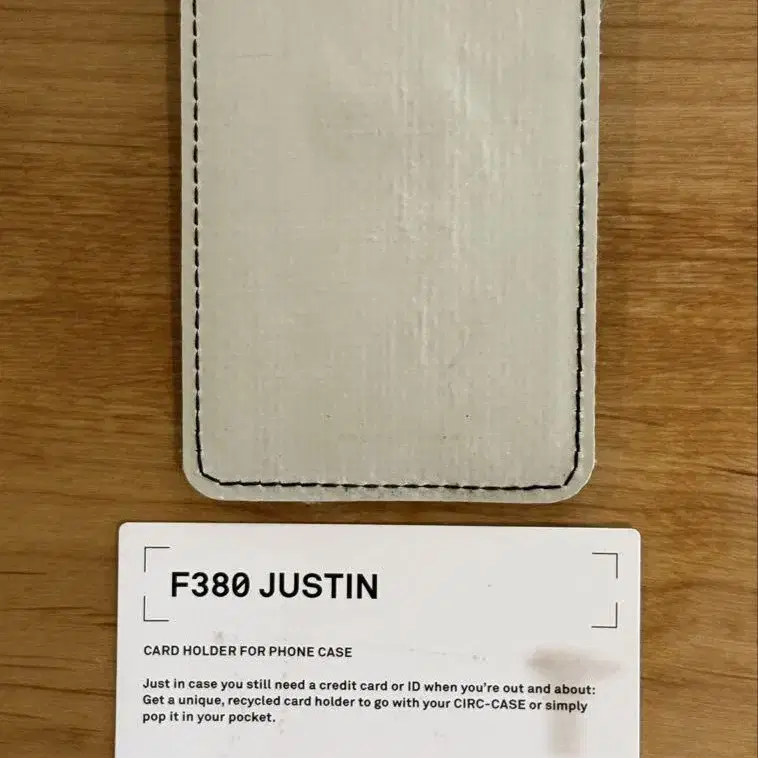 F380 JUSTIN
CARD HOLDER FOR PHONE CASE
Just in case you still need a credit card or ID when you're out and about:
Get a unique, recycled card holder to go with your CIRC-CASE or simply
pop it in your pocket.